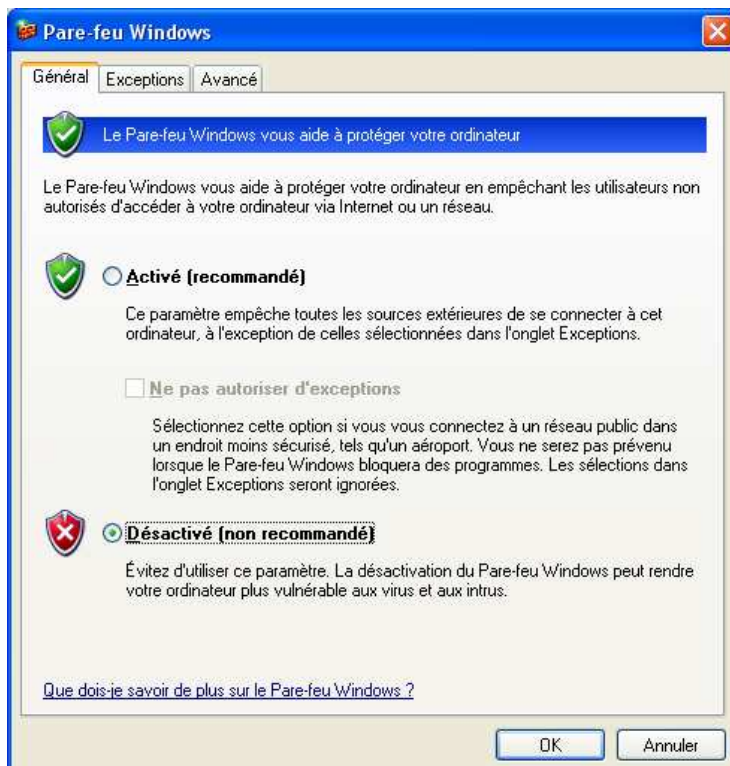 Pare-feu Windows
Général
Exceptions
Avancé
Le Pare-feu Windows vous aide à protéger votre ordinateur
Le Pare-feu Windows vous aide à protéger votre ordinateur en empêchant les utilisateurs non
autorisés d'accéder à votre ordinateur via Internet ou un réseau.
Activé (recommandé)
Ce paramètre empêche toutes les sources extérieures de se connecter à cet
ordinateur, à l'exception de celles sélectionnées dans l'onglet Exceptions.
Ne pas autoriser d'exceptions
Sélectionnez cette option si vous vous connectez à un réseau public dans
un endroit moins sécurisé, tels qu'un aéroport. Vous ne serez pas prévenu
lorsque le Pare-feu Windows bloquera des programmes. Les sélections dans
l'onglet Exceptions seront ignorées.
Désactivé (non recommandé)
Évitez d'utiliser ce paramètre. La désactivation du Pare-feu Windows peut rendre
votre ordinateur plus vulnérable aux virus et aux intrus.
Que dois-je savoir de plus sur le Pare-feu Windows ?
OK
Annuler